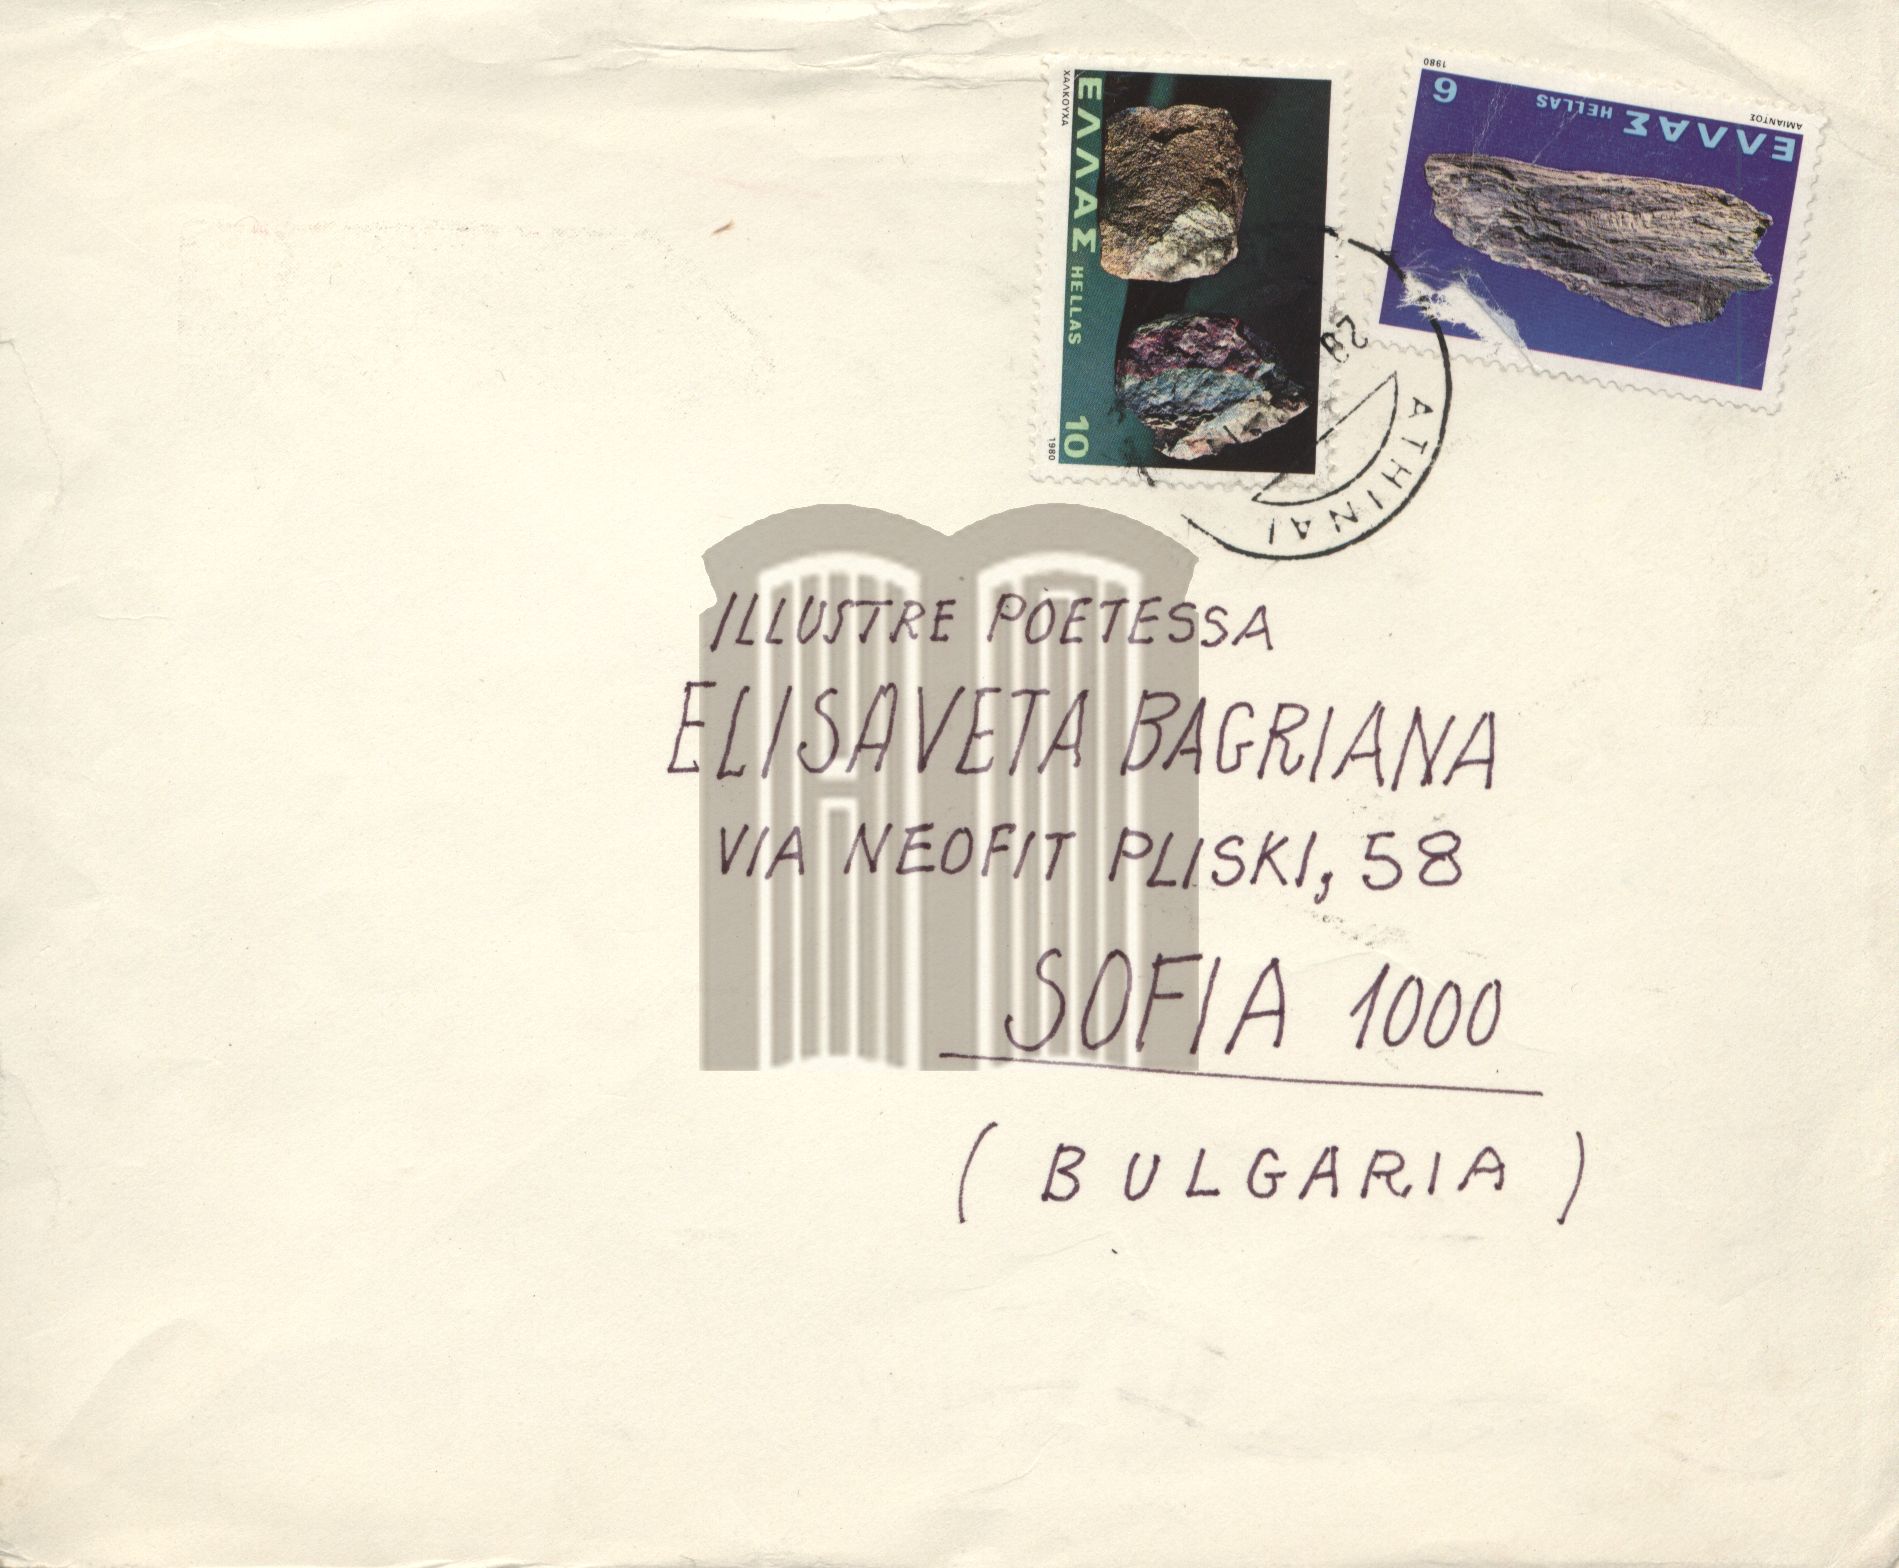 ΧΑΛΚΟΥΧΑ
ΕΛΛΑΣ HELLAS 10
1980
1980
6
ΕΛΛΑΣ HELLAS
ΑΜΙΑΝΤΟΣ
28
ATHINAI
ILLUSTRE POETESSA
ELISAVETA BAGRIANA
VIA NEOFIT PLISKI, 58
SOFIA 1000
( BULGARIA )